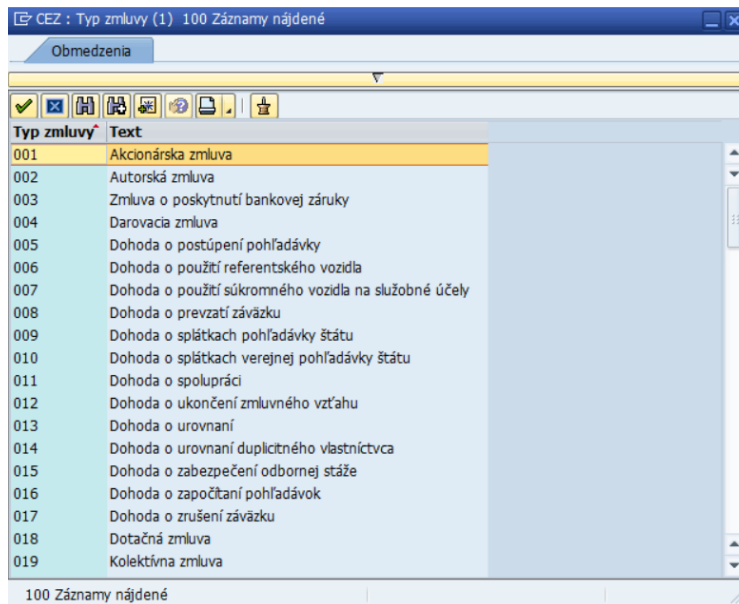 CEZ : Typ zmluvy (1) 100 Záznamy nájdené
Obmedzenia
Typ zmluvy Text
001 Akcionárska zmluva
002 Autorská zmluva
003 Zmluva o poskytnutí bankovej záruky
004 Darovacia zmluva
005 Dohoda o postúpení pohľadávky
006 Dohoda o použití referentského vozidla
007 Dohoda o použití súkromného vozidla na služobné účely
008 Dohoda o prevzatí záväzku
009 Dohoda o splátkach pohľadávky štátu
010 Dohoda o splátkach verejnej pohľadávky štátu
011 Dohoda o spolupráci
012 Dohoda o ukončení zmluvného vzťahu
013 Dohoda o urovnaní
014 Dohoda o urovnaní duplicitného vlastníctvca
015 Dohoda o zabezpečení odbornej stáže
016 Dohoda o započítaní pohľadávok
017 Dohoda o zrušení záväzku
018 Dotačná zmluva
019 Kolektívna zmluva
100 Záznamy nájdené